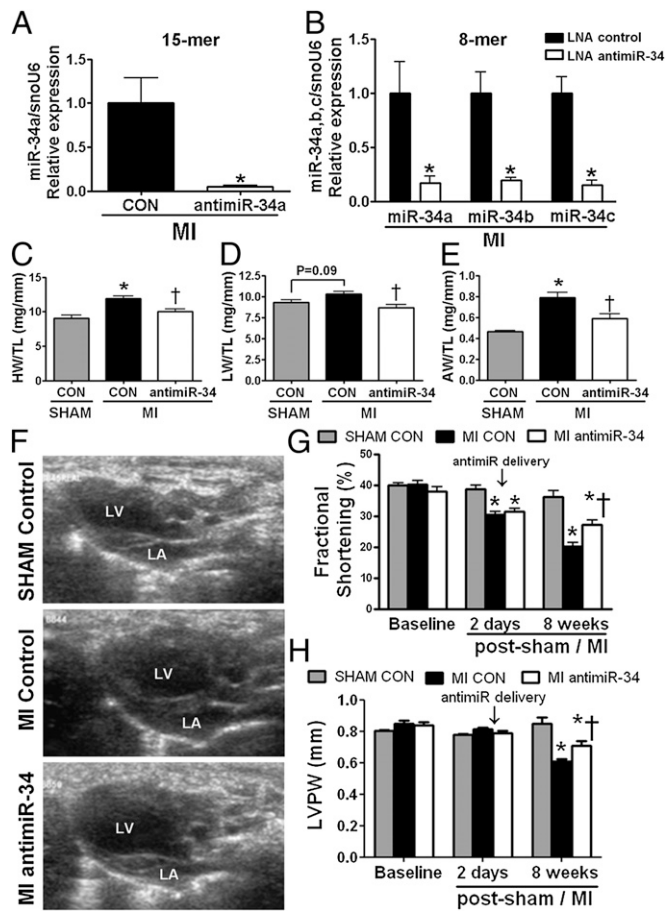 A
15-mer
miR-34a/snoU6
Relative expression
1.5
1.0
0.5
0.0
*
CON
antimiR-34a
MI
B
8-mer
LNA control
LNA antimiR-34
miR-34a,b,c/snoU6
Relative expression
1.5
1.0
0.5
0.0
* * *
miR-34a miR-34b miR-34c
MI
C
HW/TL (mg/mm)
15
10
5
0
* †
CON CON antimiR-34
SHAM MI
D
LW/TL (mg/mm)
12.5
10.0
7.5
5.0
2.5
0.0
P=0.09
†
CON CON antimiR-34
SHAM MI
E
AW/TL (mg/mm)
1.0
0.8
0.6
0.4
0.2
0.0
* †
CON CON antimiR-34
SHAM MI
F
SHAM Control
LV
LA
MI Control
LV
LA
MI antimiR-34
LV
LA
G
SHAM CON MI CON MI antimiR-34
antimiR delivery
↓
Fractional
Shortening (%)
50
40
30
20
10
0
* * * *†
Baseline 2 days 8 weeks
post-sham / MI
H
SHAM CON MI CON MI antimiR-34
antimiR delivery
↓
LVPW (mm)
1.0
0.8
0.6
0.4
0.2
0.0
* *†
Baseline 2 days 8 weeks
post-sham / MI